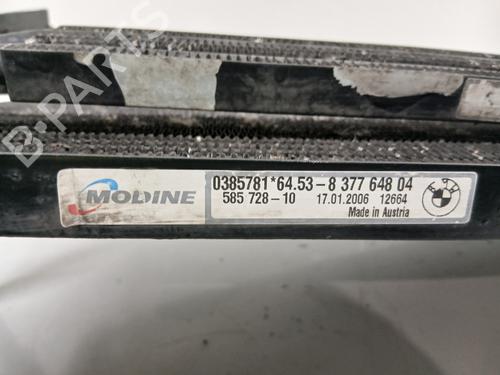 B-PARTS
MODINE
0385781*64.53-8 377 648 04
585 728-10 17.01.2006 12664
Made in Austria
BMW